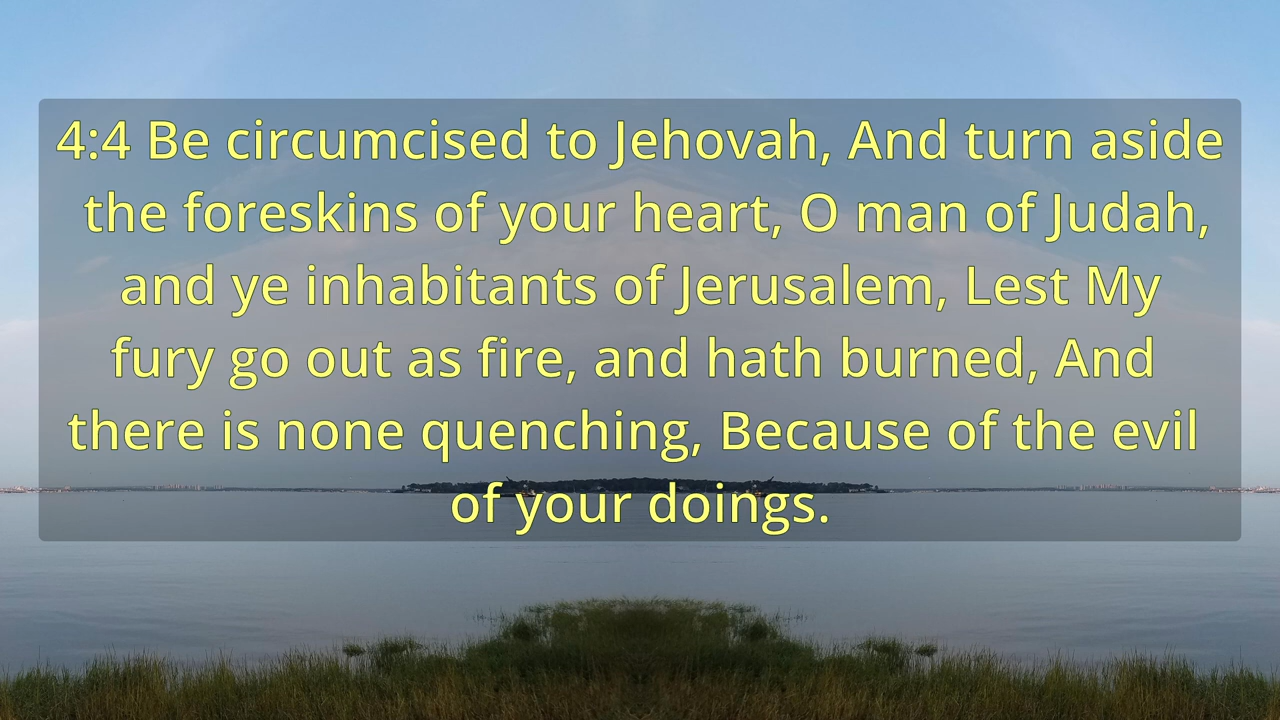 4:4 Be circumcised to Jehovah, And turn aside
the foreskins of your heart, O man of Judah,
and ye inhabitants of Jerusalem, Lest My
fury go out as fire, and hath burned, And
there is none quenching, Because of the evil
of your doings.